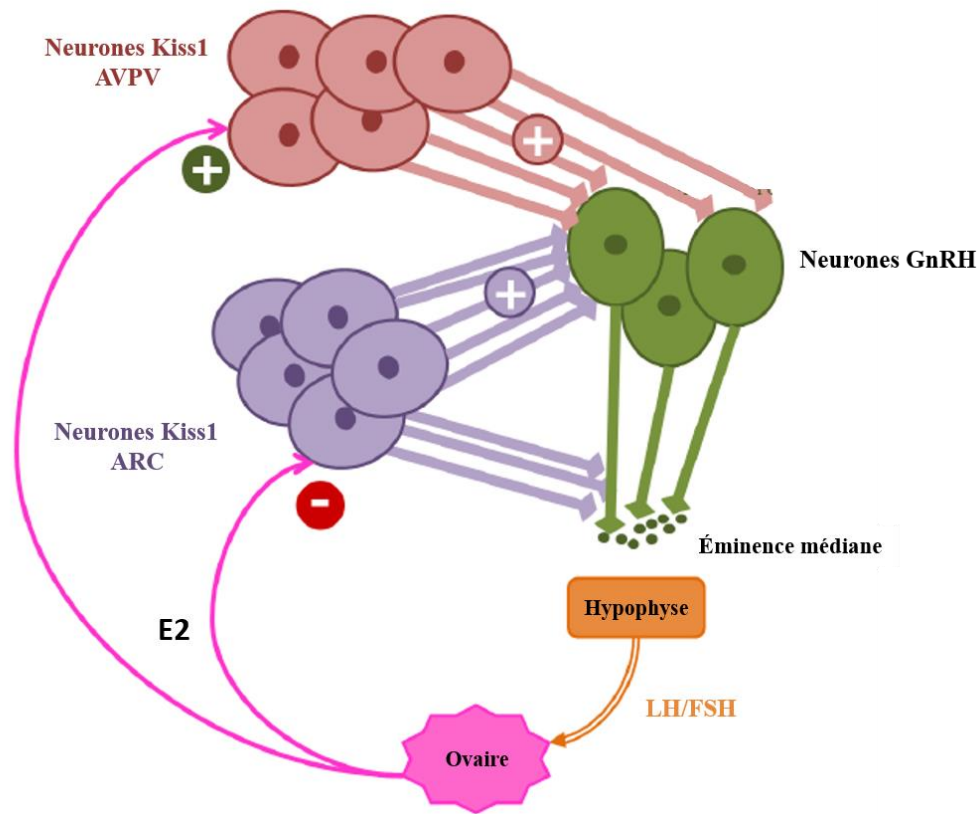 Neurones Kiss1
AVPV
+
+
Neurones GnRH
+
Neurones Kiss1
ARC
-
Éminence médiane
Hypophyse
E2
LH/FSH
Ovaire